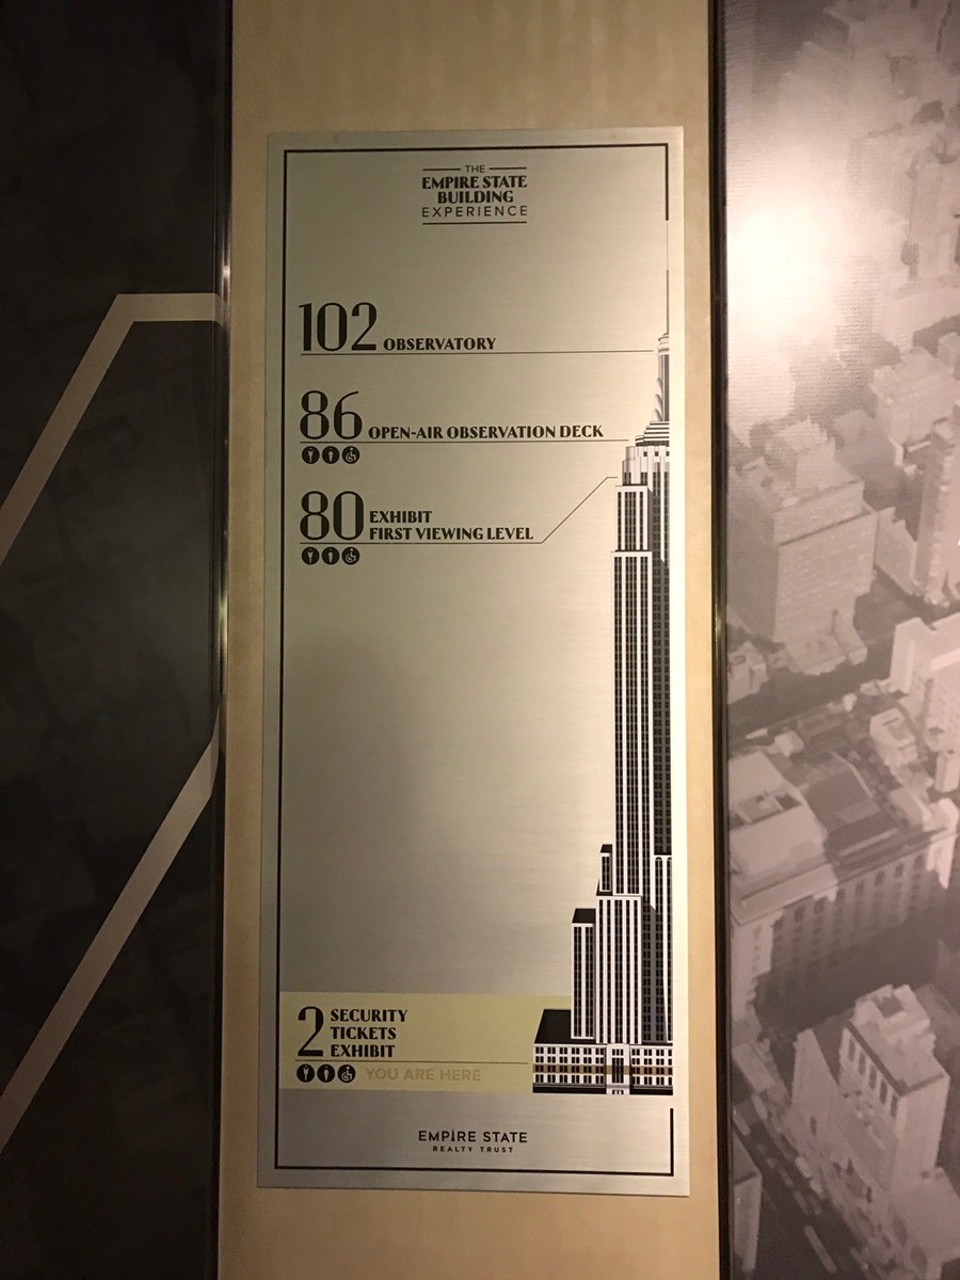 THE
EMPIRE STATE
BUILDING
EXPERIENCE
102 OBSERVATORY
86 OPEN-AIR OBSERVATION DECK
80 EXHIBIT
FIRST VIEWING LEVEL
2 SECURITY
TICKETS
EXHIBIT
YOU ARE HERE
EMPIRE STATE
REALTY TRUST